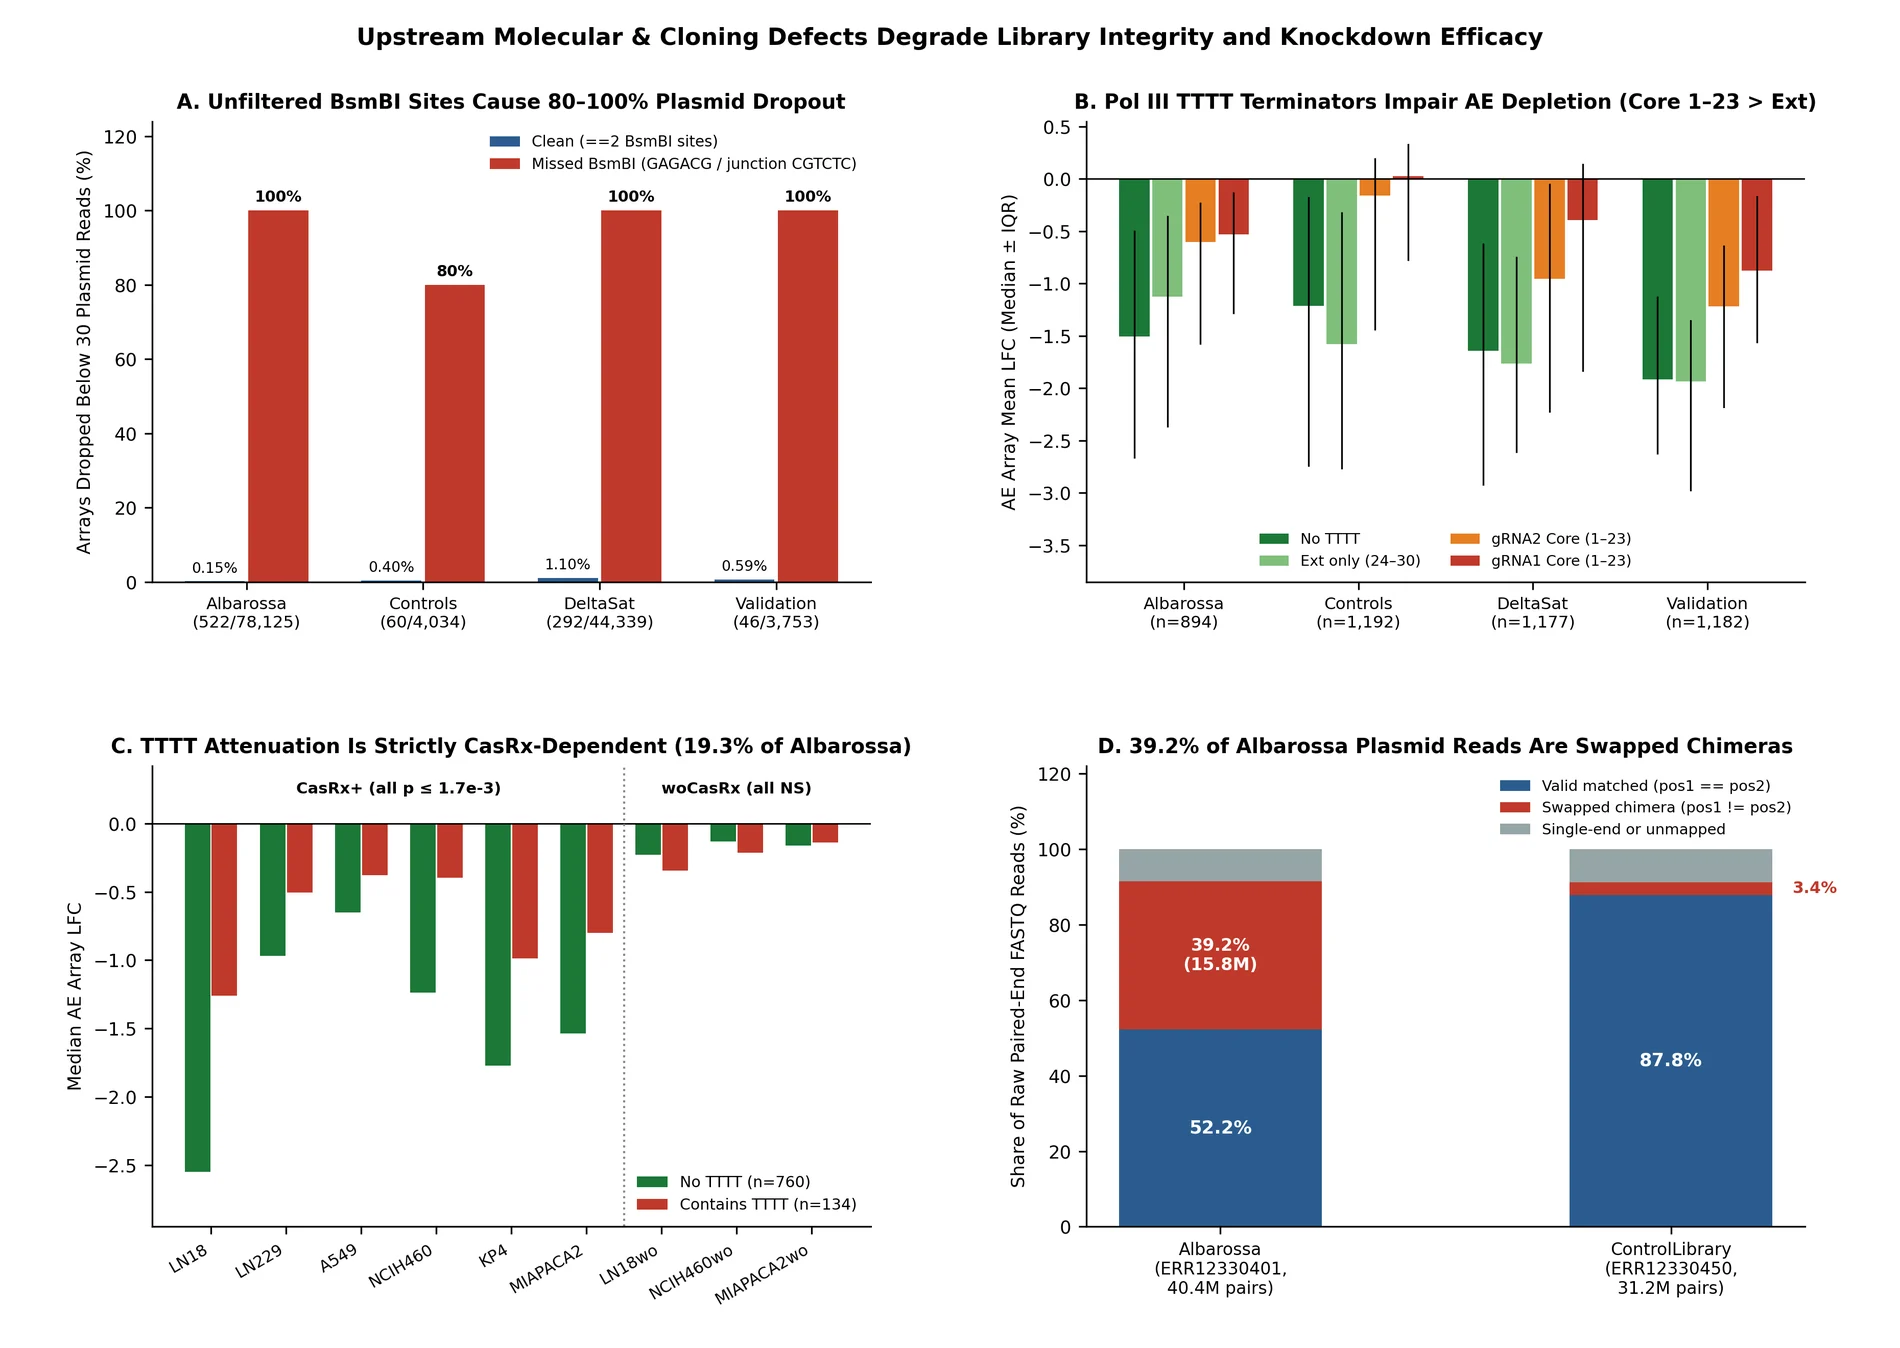 Upstream Molecular & Cloning Defects Degrade Library Integrity and Knockdown Efficacy
A. Unfiltered BsmBI Sites Cause 80–100% Plasmid Dropout
Arrays Dropped Below 30 Plasmid Reads (%)
120
100
80
60
40
20
0
Clean (==2 BsmBI sites)
Missed BsmBI (GAGACG / junction CGTCTC)
100%
80%
100%
100%
0.15%
0.40%
1.10%
0.59%
Albarossa
(522/78,125)
Controls
(60/4,034)
DeltaSat
(292/44,339)
Validation
(46/3,753)
B. Pol III TTTT Terminators Impair AE Depletion (Core 1–23 > Ext)
AE Array Mean LFC (Median ± IQR)
0.5
0.0
−0.5
−1.0
−1.5
−2.0
−2.5
−3.0
−3.5
No TTTT
Ext only (24–30)
gRNA2 Core (1–23)
gRNA1 Core (1–23)
Albarossa
(n=894)
Controls
(n=1,192)
DeltaSat
(n=1,177)
Validation
(n=1,182)
C. TTTT Attenuation Is Strictly CasRx-Dependent (19.3% of Albarossa)
Median AE Array LFC
CasRx+ (all p ≤ 1.7e-3)
woCasRx (all NS)
0.0
−0.5
−1.0
−1.5
−2.0
−2.5
No TTTT (n=760)
Contains TTTT (n=134)
LN18
LN229
A549
NCIH460
KP4
MIAPACA2
LN18wo
NCIH460wo
MIAPACA2wo
D. 39.2% of Albarossa Plasmid Reads Are Swapped Chimeras
Share of Raw Paired-End FASTQ Reads (%)
120
100
80
60
40
20
0
Valid matched (pos1 == pos2)
Swapped chimera (pos1 != pos2)
Single-end or unmapped
39.2%
(15.8M)
52.2%
3.4%
87.8%
Albarossa
(ERR12330401,
40.4M pairs)
ControlLibrary
(ERR12330450,
31.2M pairs)